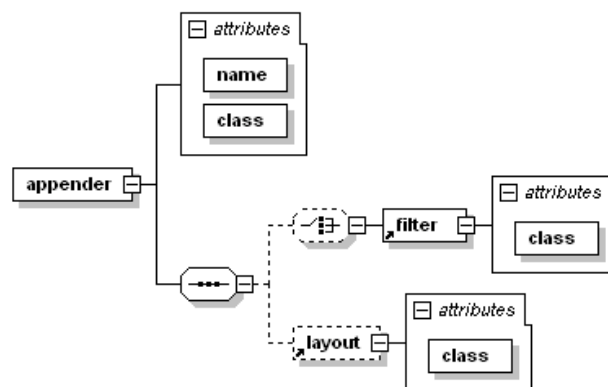 attributes
name
class
appender
attributes
filter
class
attributes
layout
class